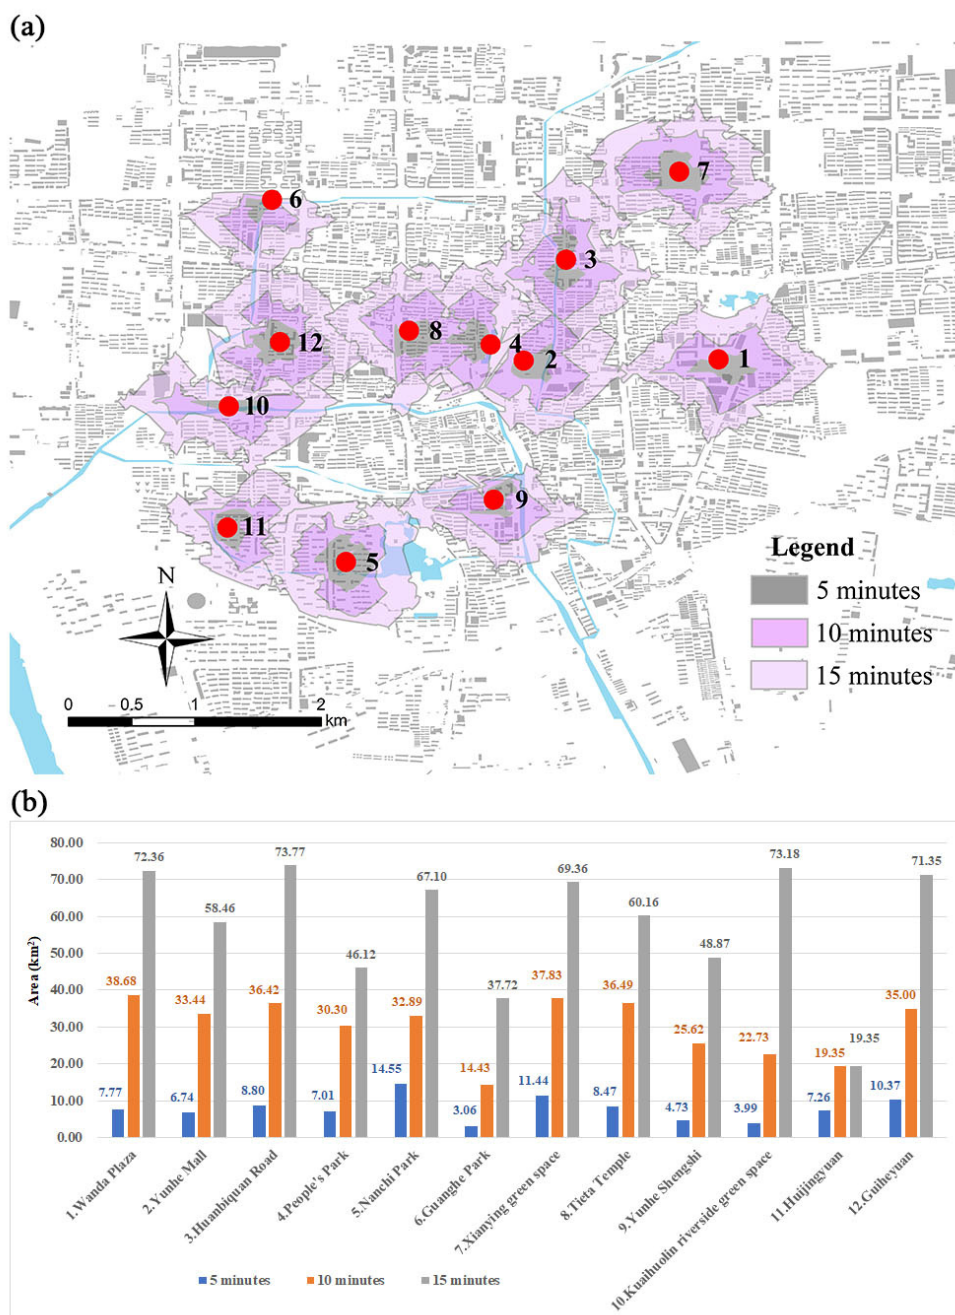 (a)
7
6
3
8
12
4
2
1
10
9
11
5
Legend
5 minutes
10 minutes
15 minutes
N
0 0.5 1 2
km
(b)
Area (km²)
80.00
70.00
60.00
50.00
40.00
30.00
20.00
10.00
0.00
7.77 38.68 72.36
6.74 33.44 58.46
8.80 36.42 73.77
7.01 30.30 46.12
14.55 32.89 67.10
3.06 14.43 37.72
11.44 37.83 69.36
8.47 36.49 60.16
4.73 25.62 48.87
3.99 22.73 73.18
7.26 19.35 19.35
10.37 35.00 71.35
1.Wanda Plaza
2.Yunhe Mall
3.Huanbiquan Road
4.People's Park
5.Nanchi Park
6.Guanghe Park
7.Xianying green space
8.Tieta Temple
9.Yunhe Shengshi
10.Kuaihuolin riverside green space
11.Huijingyuan
12.Guiheyuan
5 minutes 10 minutes 15 minutes